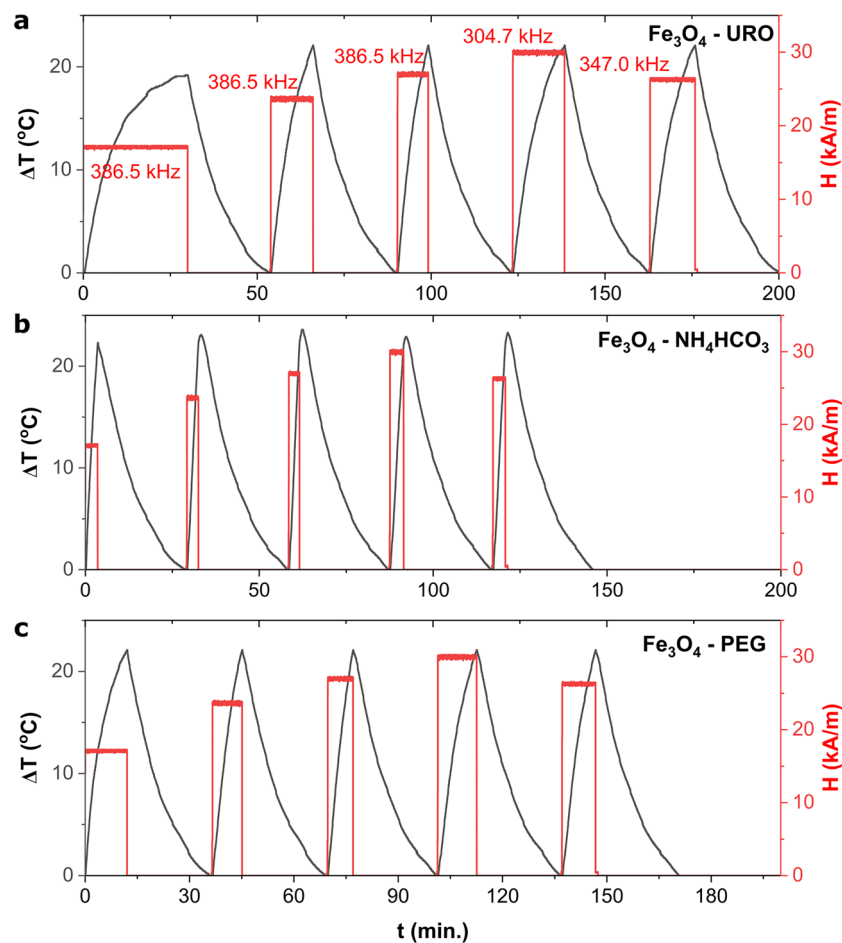 a
Fe₃O₄ - URO
386.5 kHz
386.5 kHz
386.5 kHz
304.7 kHz
347.0 kHz
ΔT (ºC)
0
10
20
H (kA/m)
0
10
20
30
0 50 100 150 200
b
Fe₃O₄ - NH₄HCO₃
ΔT (ºC)
0
10
20
H (kA/m)
0
10
20
30
0 50 100 150 200
c
Fe₃O₄ - PEG
ΔT (ºC)
0
10
20
H (kA/m)
0
10
20
30
0 30 60 90 120 150 180
t (min.)